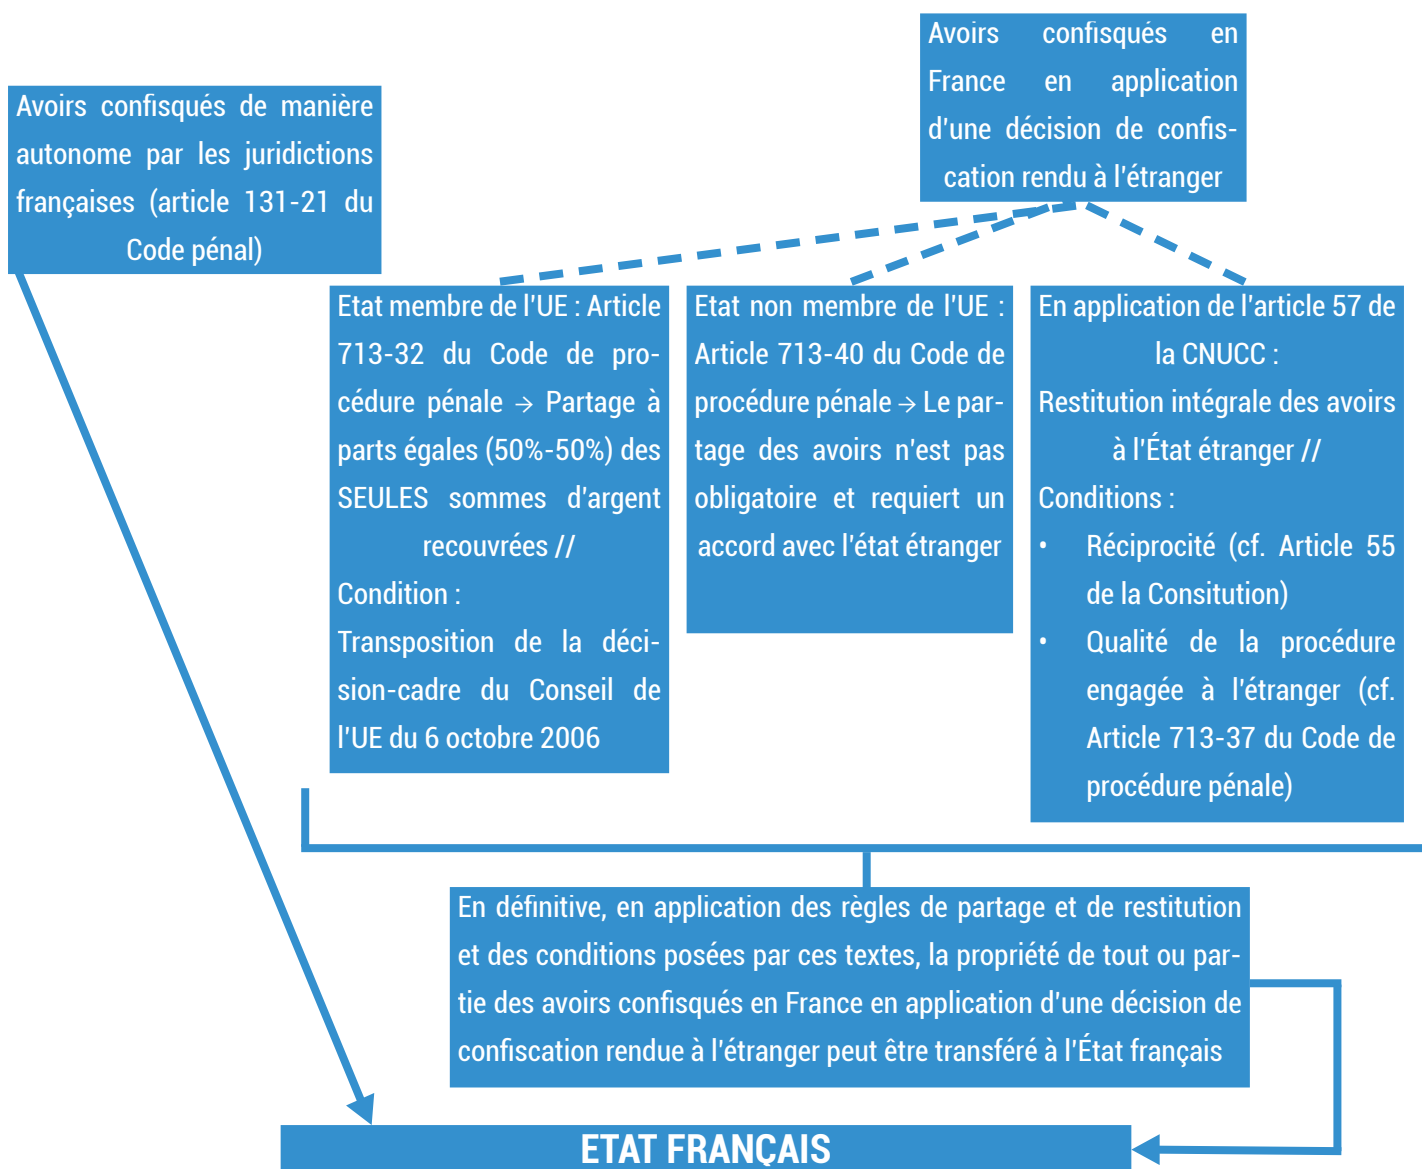 Avoirs confisqués en
France en application
d'une décision de confis-
cation rendu à l'étranger
Avoirs confisqués de manière
autonome par les juridictions
françaises (article 131-21 du
Code pénal)
Etat membre de l'UE : Article
713-32 du Code de pro-
cédure pénale → Partage à
parts égales (50%-50%) des
SEULES sommes d'argent
recouvrées //
Condition :
Transposition de la déci-
sion-cadre du Conseil de
l'UE du 6 octobre 2006
Etat non membre de l'UE :
Article 713-40 du Code de
procédure pénale → Le par-
tage des avoirs n'est pas
obligatoire et requiert un
accord avec l'état étranger
En application de l'article 57 de
la CNUCC :
Restitution intégrale des avoirs
à l'État étranger //
Conditions :
• Réciprocité (cf. Article 55
de la Consitution)
• Qualité de la procédure
engagée à l'étranger (cf.
Article 713-37 du Code de
procédure pénale)
En définitive, en application des règles de partage et de restitution
et des conditions posées par ces textes, la propriété de tout ou par-
tie des avoirs confisqués en France en application d'une décision de
confiscation rendue à l'étranger peut être transféré à l'État français
ETAT FRANÇAIS